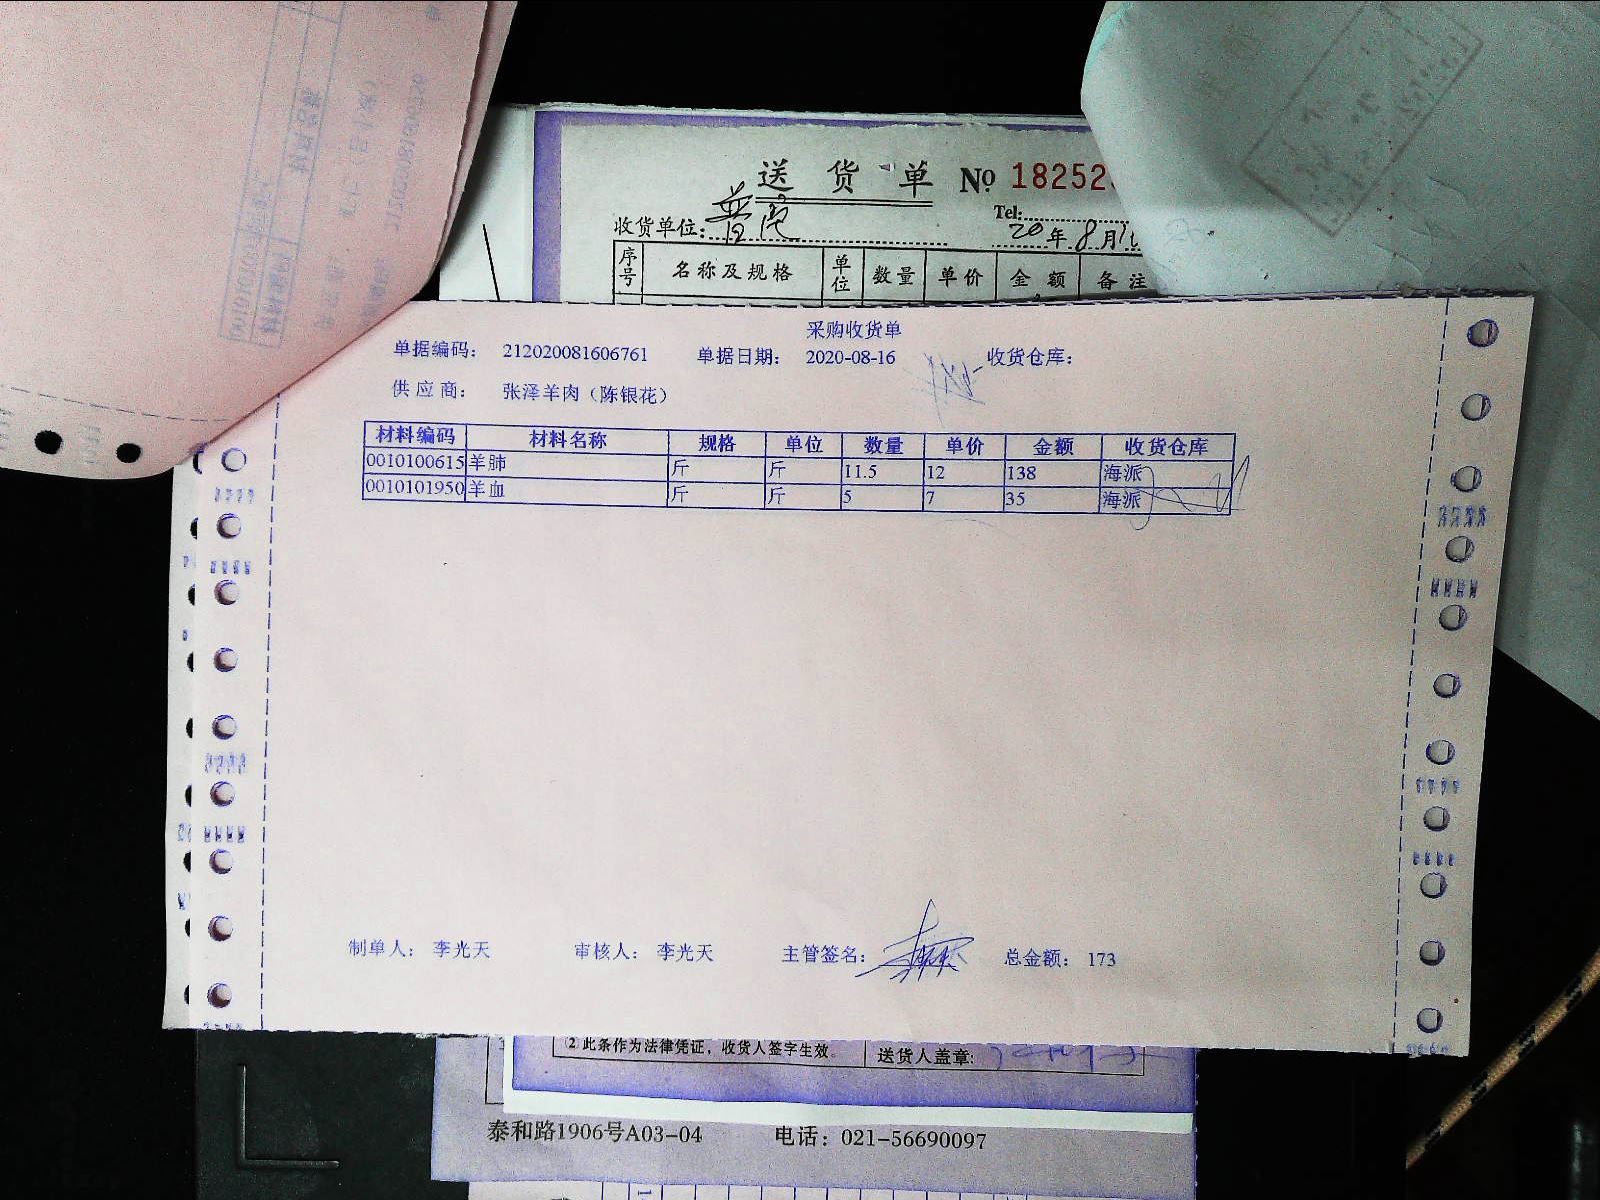 送货单 № 18252
收货单位: 普陀
Tel:
20年8月1
序号 名称及规格 单位 数量 单价 金额 备注
采购收货单
单据编码: 212020081606761 单据日期: 2020-08-16 收货仓库:
供应商: 张泽羊肉（陈银花）
材料编码 材料名称 规格 单位 数量 单价 金额 收货仓库
0010100615 羊肺 斤 斤 11.5 12 138 海派
0010101950 羊血 斤 斤 5 7 35 海派
制单人: 李光天 审核人: 李光天 主管签名: 总金额: 173
②此条作为法律凭证，收货人签字生效。 送货人盖章:
泰和路1906号A03-04 电话: 021-56690097